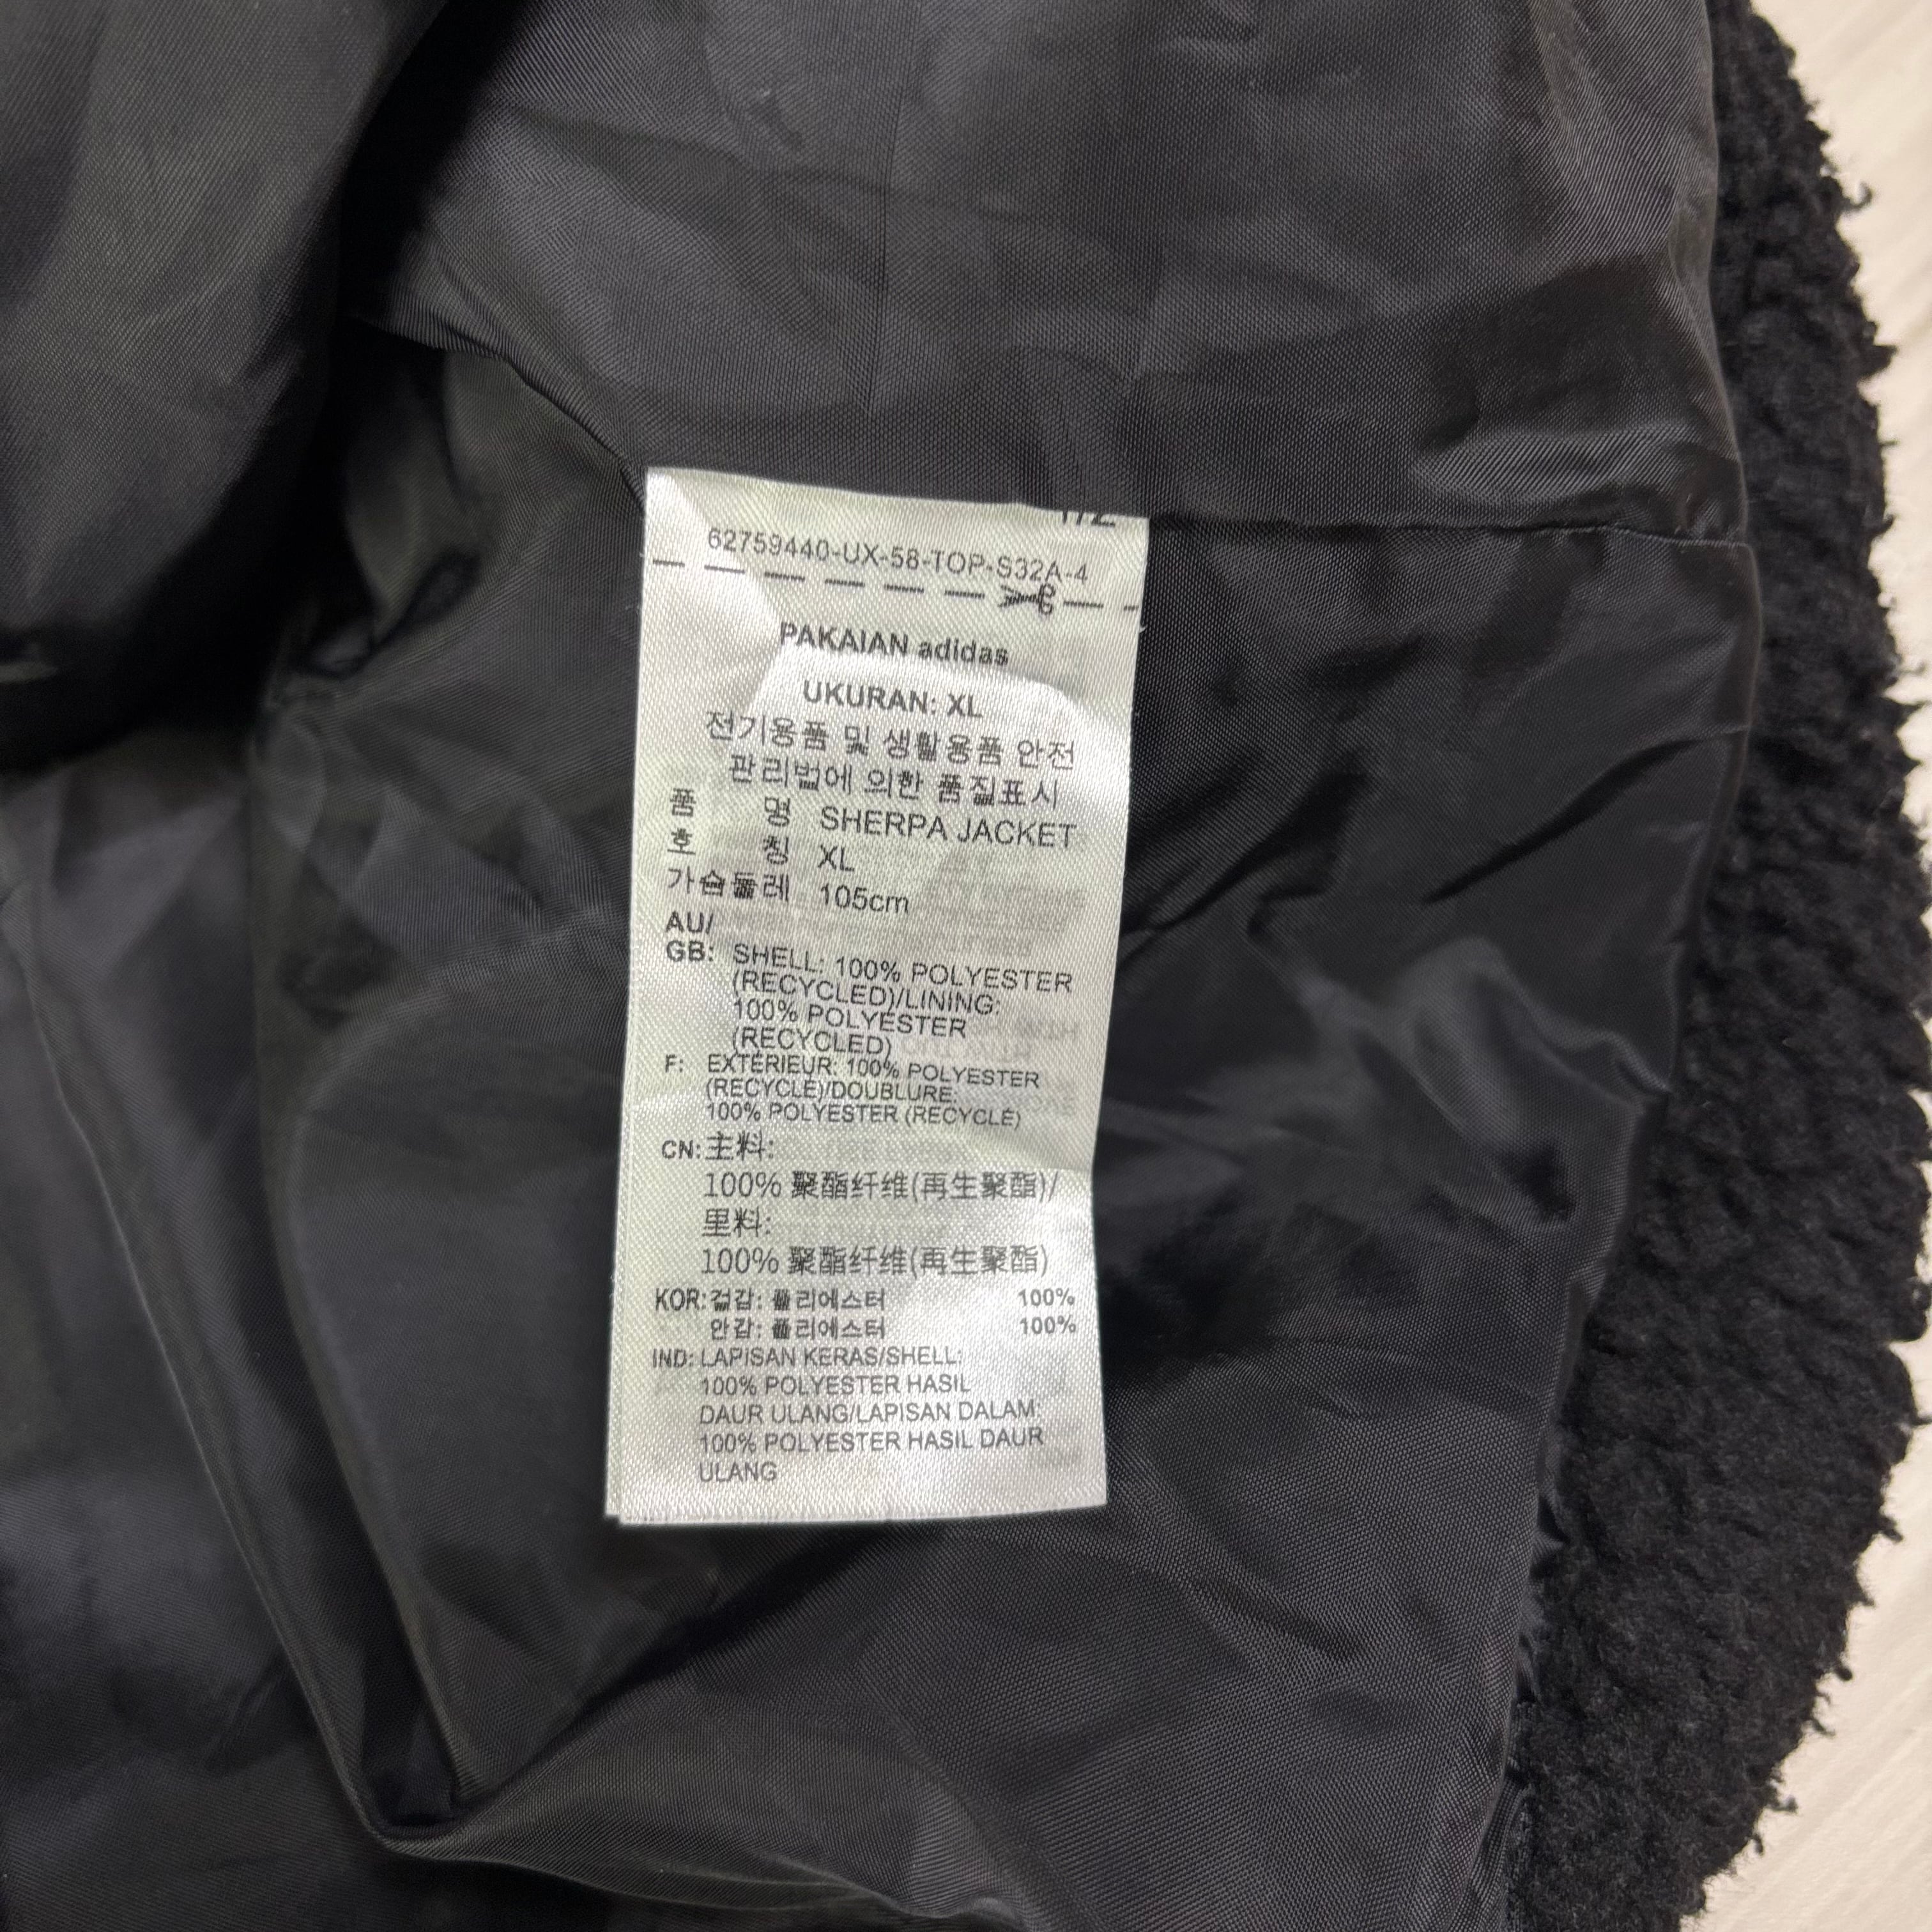 1/2
62759440-UX-58-TOP-S32A-4
PAKAIAN adidas
UKURAN: XL
전기용품 및 생활용품 안전
관리법에 의한 품질표시
품 명 SHERPA JACKET
호 칭 XL
가슴둘레 105cm
AU/
GB: SHELL: 100% POLYESTER
(RECYCLED)/LINING:
100% POLYESTER
(RECYCLED)
F: EXTÉRIEUR: 100% POLYESTER
(RECYCLÉ)/DOUBLURE:
100% POLYESTER (RECYCLÉ)
CN: 主料:
100% 聚酯纤维(再生聚酯)/
里料:
100% 聚酯纤维(再生聚酯)
KOR: 겉감: 폴리에스터 100%
안감: 폴리에스터 100%
IND: LAPISAN KERAS/SHELL:
100% POLYESTER HASIL
DAUR ULANG/LAPISAN DALAM:
100% POLYESTER HASIL DAUR
ULANG